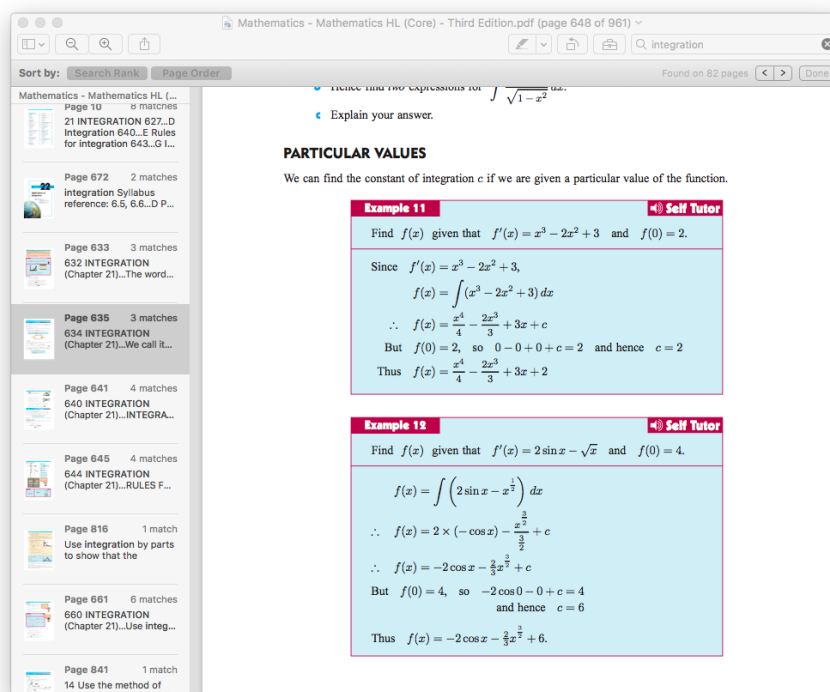 Mathematics - Mathematics HL (Core) - Third Edition.pdf (page 648 of 961)
integration
Sort by: Search Rank Page Order
Found on 82 pages < > Done
Mathematics - Mathematics HL (...
Page 10 8 matches
21 INTEGRATION 627...D
Integration 640...E Rules
for integration 643...G I...
Page 672 2 matches
integration Syllabus
reference: 6.5, 6.6...D P...
Page 633 3 matches
632 INTEGRATION
(Chapter 21)...The word...
Page 635 3 matches
634 INTEGRATION
(Chapter 21)...We call it...
Page 641 4 matches
640 INTEGRATION
(Chapter 21)...INTEGRA...
Page 645 4 matches
644 INTEGRATION
(Chapter 21)...RULES F...
Page 816 1 match
Use integration by parts
to show that the
Page 661 6 matches
660 INTEGRATION
(Chapter 21)...Use integ...
Page 841 1 match
14 Use the method of
b Hence find two expressions for ∫ 1/√(1 − x²) dx.
c Explain your answer.
PARTICULAR VALUES
We can find the constant of integration c if we are given a particular value of the function.
Example 11 Self Tutor
Find f(x) given that f′(x) = x³ − 2x² + 3 and f(0) = 2.
Since f′(x) = x³ − 2x² + 3,
f(x) = ∫ (x³ − 2x² + 3) dx
∴ f(x) = x⁴/4 − 2x³/3 + 3x + c
But f(0) = 2, so 0 − 0 + 0 + c = 2 and hence c = 2
Thus f(x) = x⁴/4 − 2x³/3 + 3x + 2
Example 12 Self Tutor
Find f(x) given that f′(x) = 2 sin x − √x and f(0) = 4.
f(x) = ∫ (2 sin x − x^(1/2)) dx
∴ f(x) = 2 × (− cos x) − x^(3/2)/(3/2) + c
∴ f(x) = −2 cos x − 2/3 x^(3/2) + c
But f(0) = 4, so −2 cos 0 − 0 + c = 4
and hence c = 6
Thus f(x) = −2 cos x − 2/3 x^(3/2) + 6.